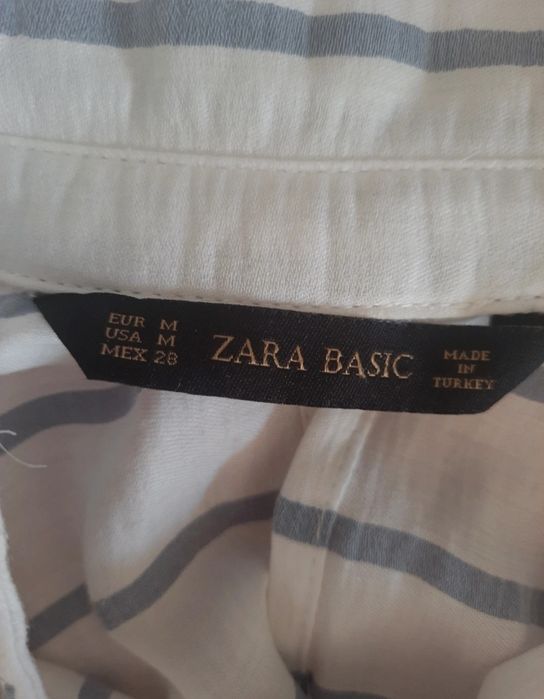 EUR M
USA M
MEX 28
ZARA BASIC
MADE
IN
TURKEY